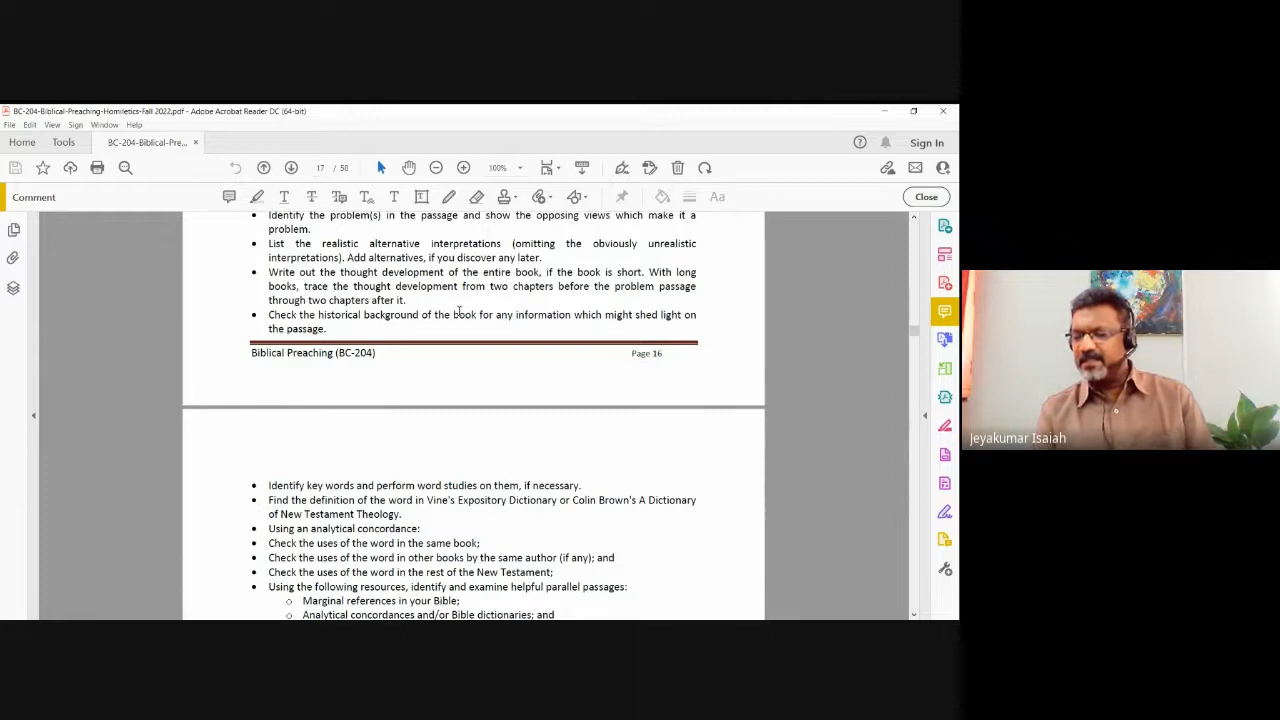 BC-204-Biblical-Preaching-Homiletics-Fall 2022.pdf - Adobe Acrobat Reader DC (64-bit)
File Edit View Sign Window Help
Home Tools BC-204-Biblical-Pre... × Sign In
17 / 58 100%
Comment Close
• Identify the problem(s) in the passage and show the opposing views which make it a
problem.
• List the realistic alternative interpretations (omitting the obviously unrealistic
interpretations). Add alternatives, if you discover any later.
• Write out the thought development of the entire book, if the book is short. With long
books, trace the thought development from two chapters before the problem passage
through two chapters after it.
• Check the historical background of the book for any information which might shed light on
the passage.
Biblical Preaching (BC-204) Page 16
• Identify key words and perform word studies on them, if necessary.
• Find the definition of the word in Vine's Expository Dictionary or Colin Brown's A Dictionary
of New Testament Theology.
• Using an analytical concordance:
• Check the uses of the word in the same book;
• Check the uses of the word in other books by the same author (if any); and
• Check the uses of the word in the rest of the New Testament;
• Using the following resources, identify and examine helpful parallel passages:
o Marginal references in your Bible;
o Analytical concordances and/or Bible dictionaries; and
Jeyakumar Isaiah